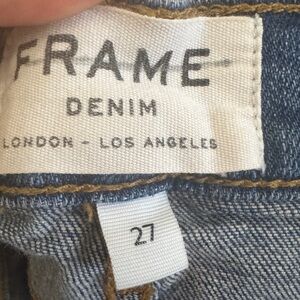 FRAME
DENIM
LONDON - LOS ANGELES
27